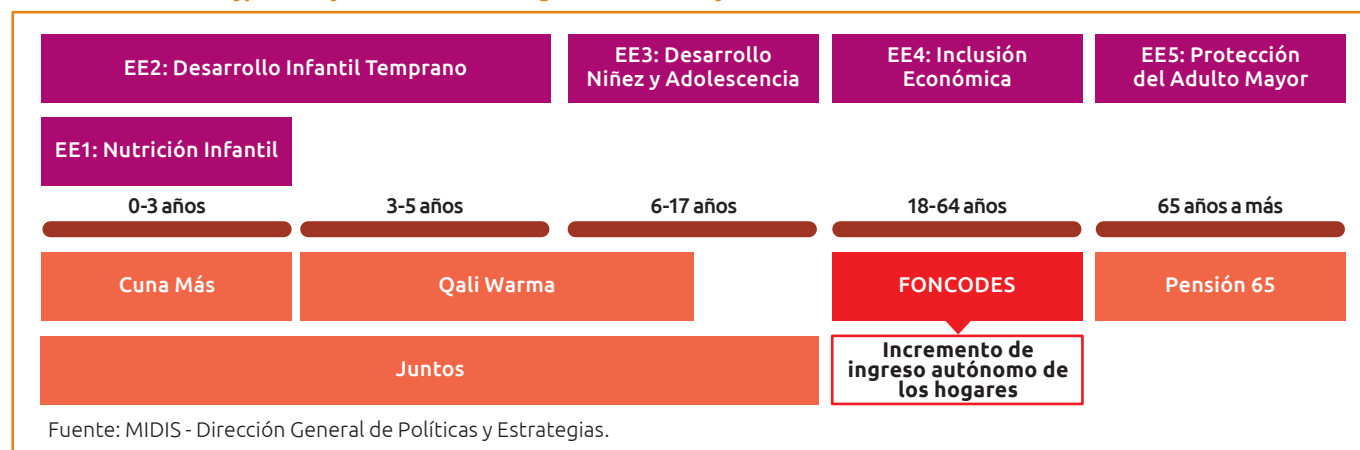 EE2: Desarrollo Infantil Temprano
EE3: Desarrollo
Niñez y Adolescencia
EE4: Inclusión
Económica
EE5: Protección
del Adulto Mayor
EE1: Nutrición Infantil
0-3 años
3-5 años
6-17 años
18-64 años
65 años a más
Cuna Más
Qali Warma
FONCODES
Pensión 65
Juntos
Incremento de
ingreso autónomo de
los hogares
Fuente: MIDIS - Dirección General de Políticas y Estrategias.